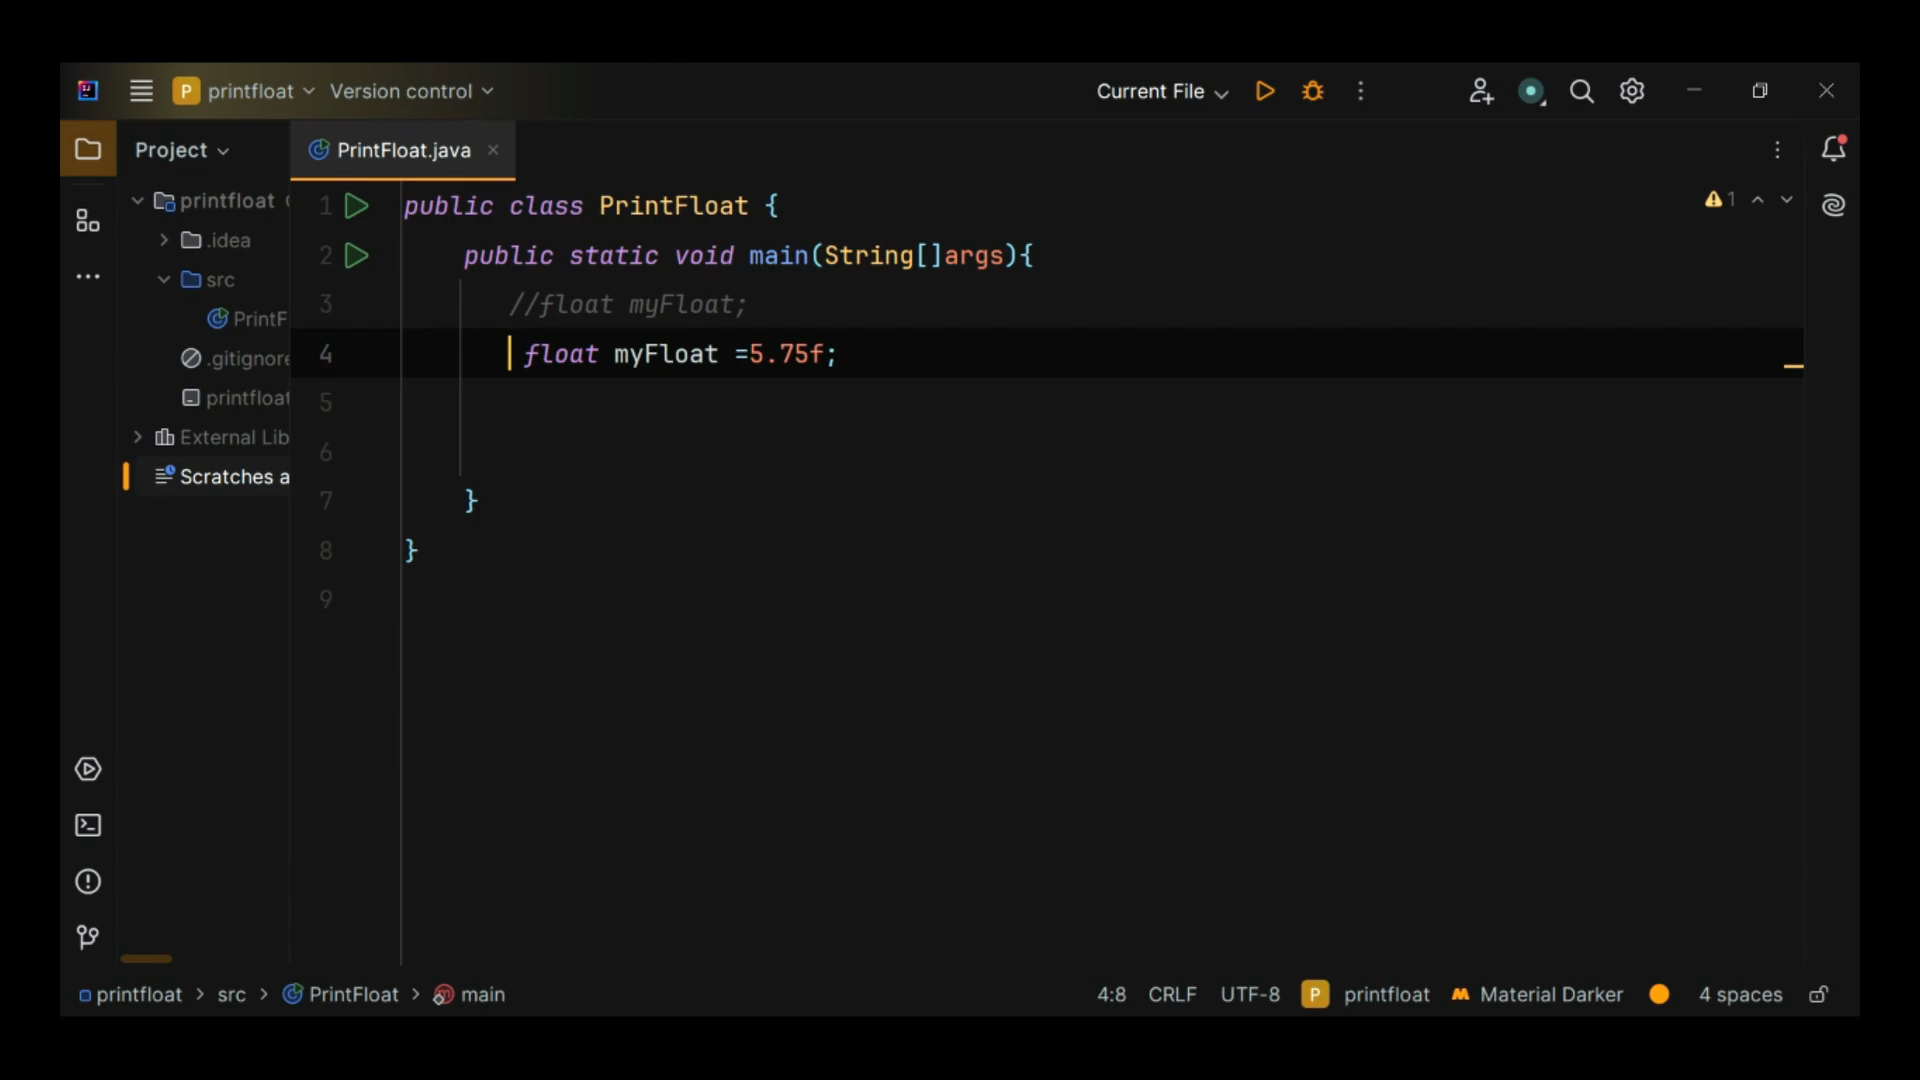 P printfloat Version control Current File
Project PrintFloat.java
printfloat
.idea
src
PrintF
.gitignore
printfloat
External Lib
Scratches a
1 public class PrintFloat {
2 public static void main(String[]args){
3 //float myFloat;
4 float myFloat =5.75f;
5
6
7 }
8 }
9
1
printfloat > src > PrintFloat > main 4:8 CRLF UTF-8 P printfloat Material Darker 4 spaces